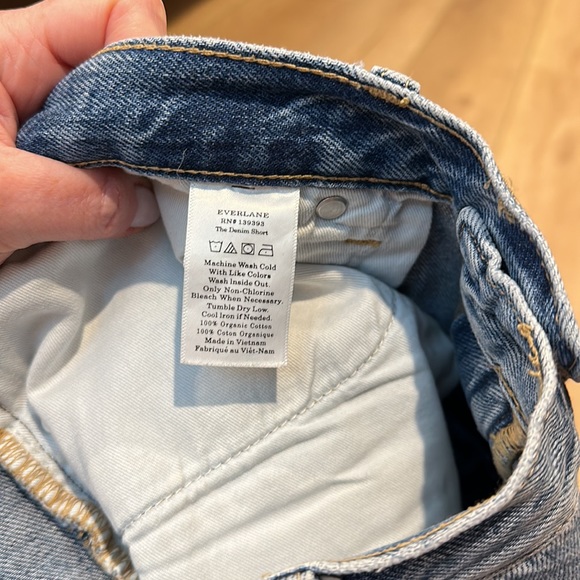 EVERLANE
RN# 139393
The Denim Short
Machine Wash Cold
With Like Colors
Wash Inside Out.
Only Non-Chlorine
Bleach When Necessary.
Tumble Dry Low.
Cool Iron if Needed.
100% Organic Cotton
100% Coton Organique
Made in Vietnam
Fabriqué au Viêt-Nam